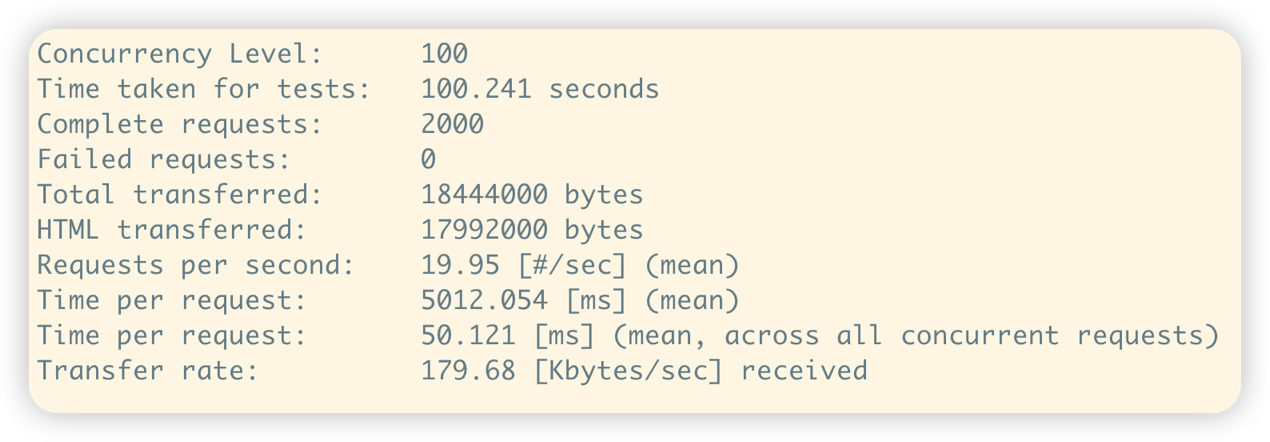 Concurrency Level: 100
Time taken for tests: 100.241 seconds
Complete requests: 2000
Failed requests: 0
Total transferred: 18444000 bytes
HTML transferred: 17992000 bytes
Requests per second: 19.95 [#/sec] (mean)
Time per request: 5012.054 [ms] (mean)
Time per request: 50.121 [ms] (mean, across all concurrent requests)
Transfer rate: 179.68 [Kbytes/sec] received